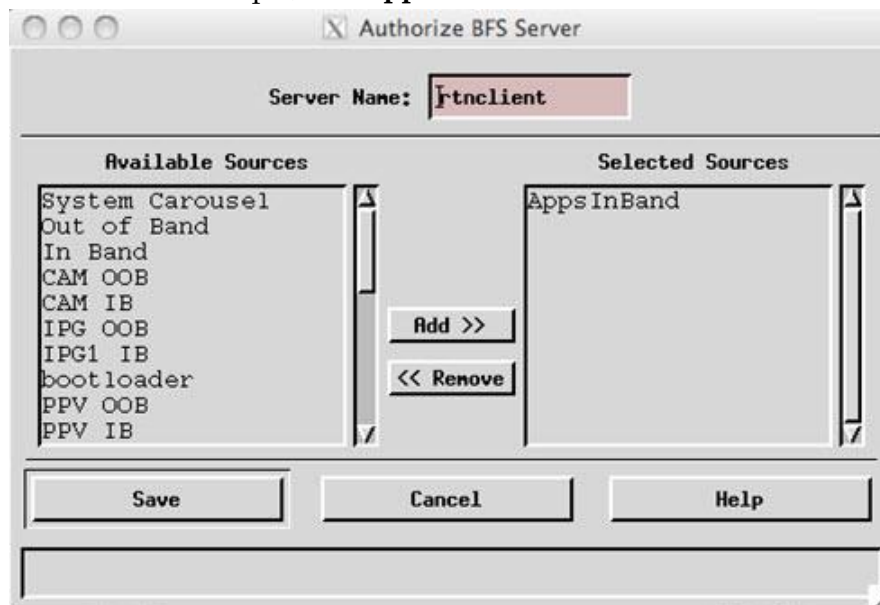 Authorize BFS Server
Server Name: rtnclient
Available Sources
System Carousel
Out of Band
In Band
CAM OOB
CAM IB
IPG OOB
IPG1 IB
bootloader
PPV OOB
PPV IB
Add >>
<< Remove
Selected Sources
AppsInBand
Save
Cancel
Help